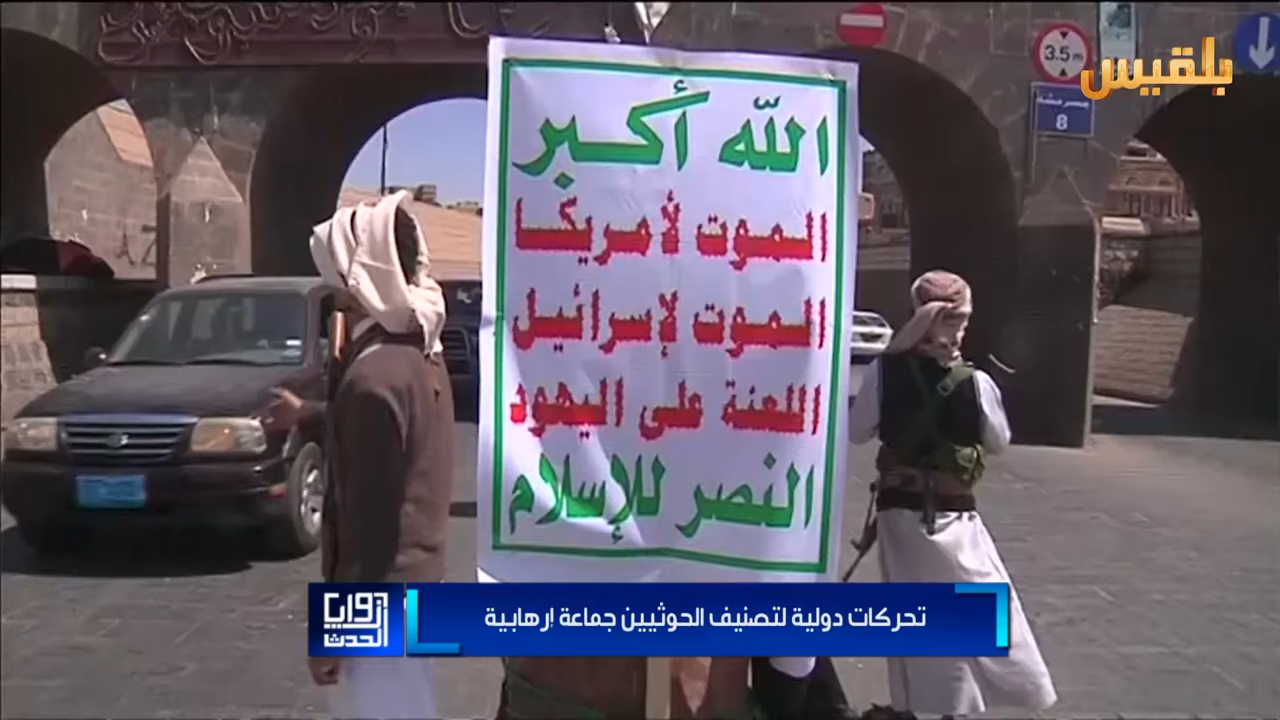 3.5 m
بلقيس
8
الله أكبر
الموت لأمريكا
الموت لإسرائيل
اللعنة على اليهود
النصر للإسلام
تحركات دولية لتصنيف الحوثيين جماعة إرهابية
زوايا
الحدث